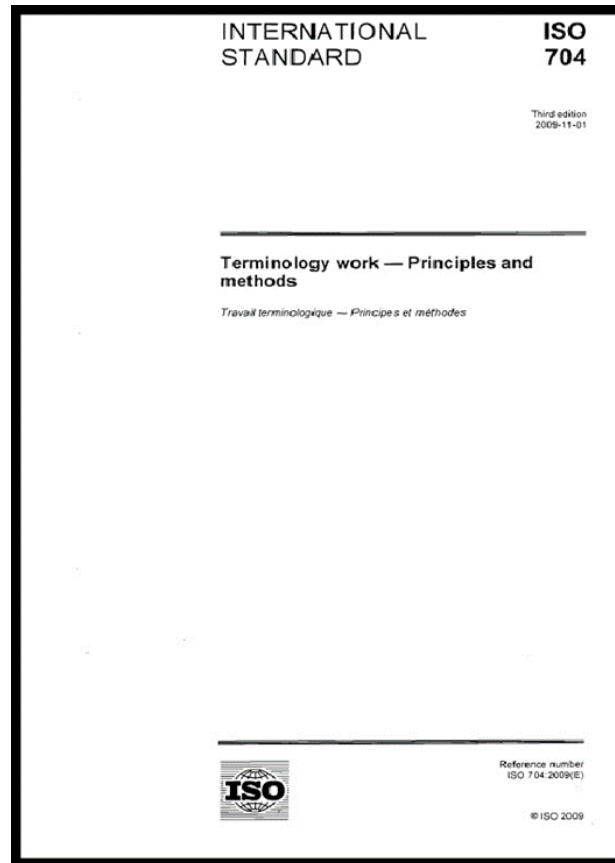 INTERNATIONAL
STANDARD
ISO
704
Third edition
2009-11-01
Terminology work — Principles and
methods
Travail terminologique — Principes et méthodes
ISO
Reference number
ISO 704:2009(E)
© ISO 2009